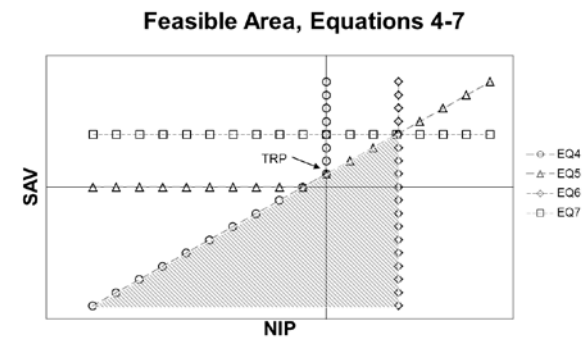 Feasible Area, Equations 4-7
TRP
SAV
EQ4
EQ5
EQ6
EQ7
NIP